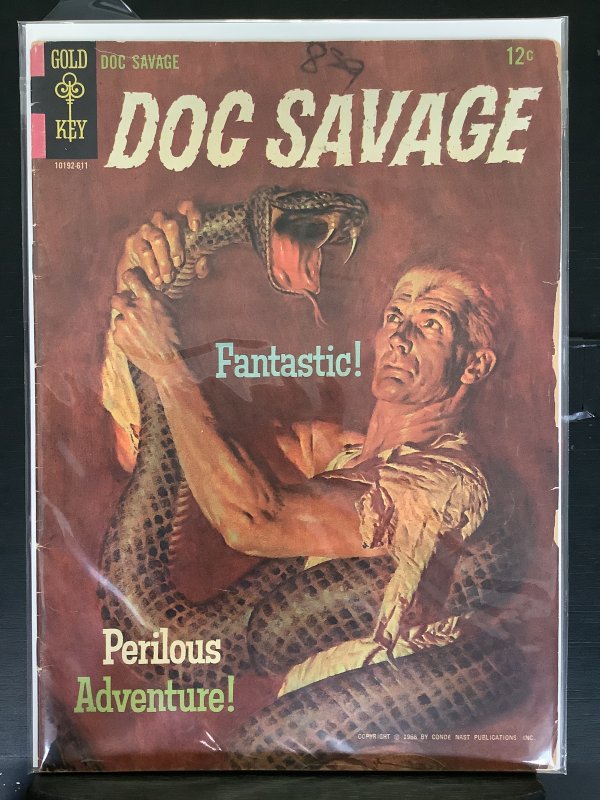 GOLD
KEY
10192-611
DOC SAVAGE
839
12¢
DOC SAVAGE
Fantastic!
Perilous
Adventure!
COPYRIGHT © 1966 BY CONDE NAST PUBLICATIONS INC.